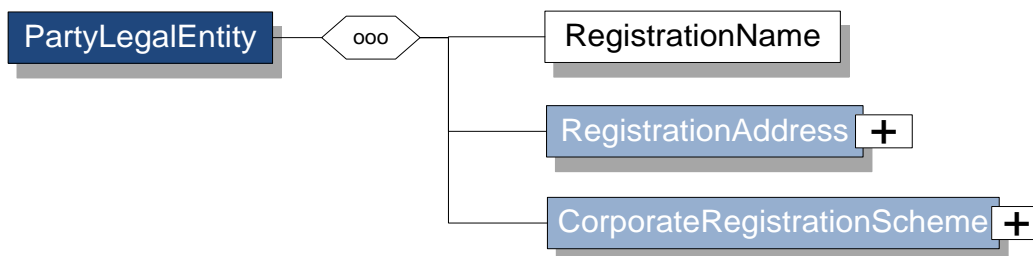 PartyLegalEntity
ooo
RegistrationName
RegistrationAddress
+
CorporateRegistrationScheme
+